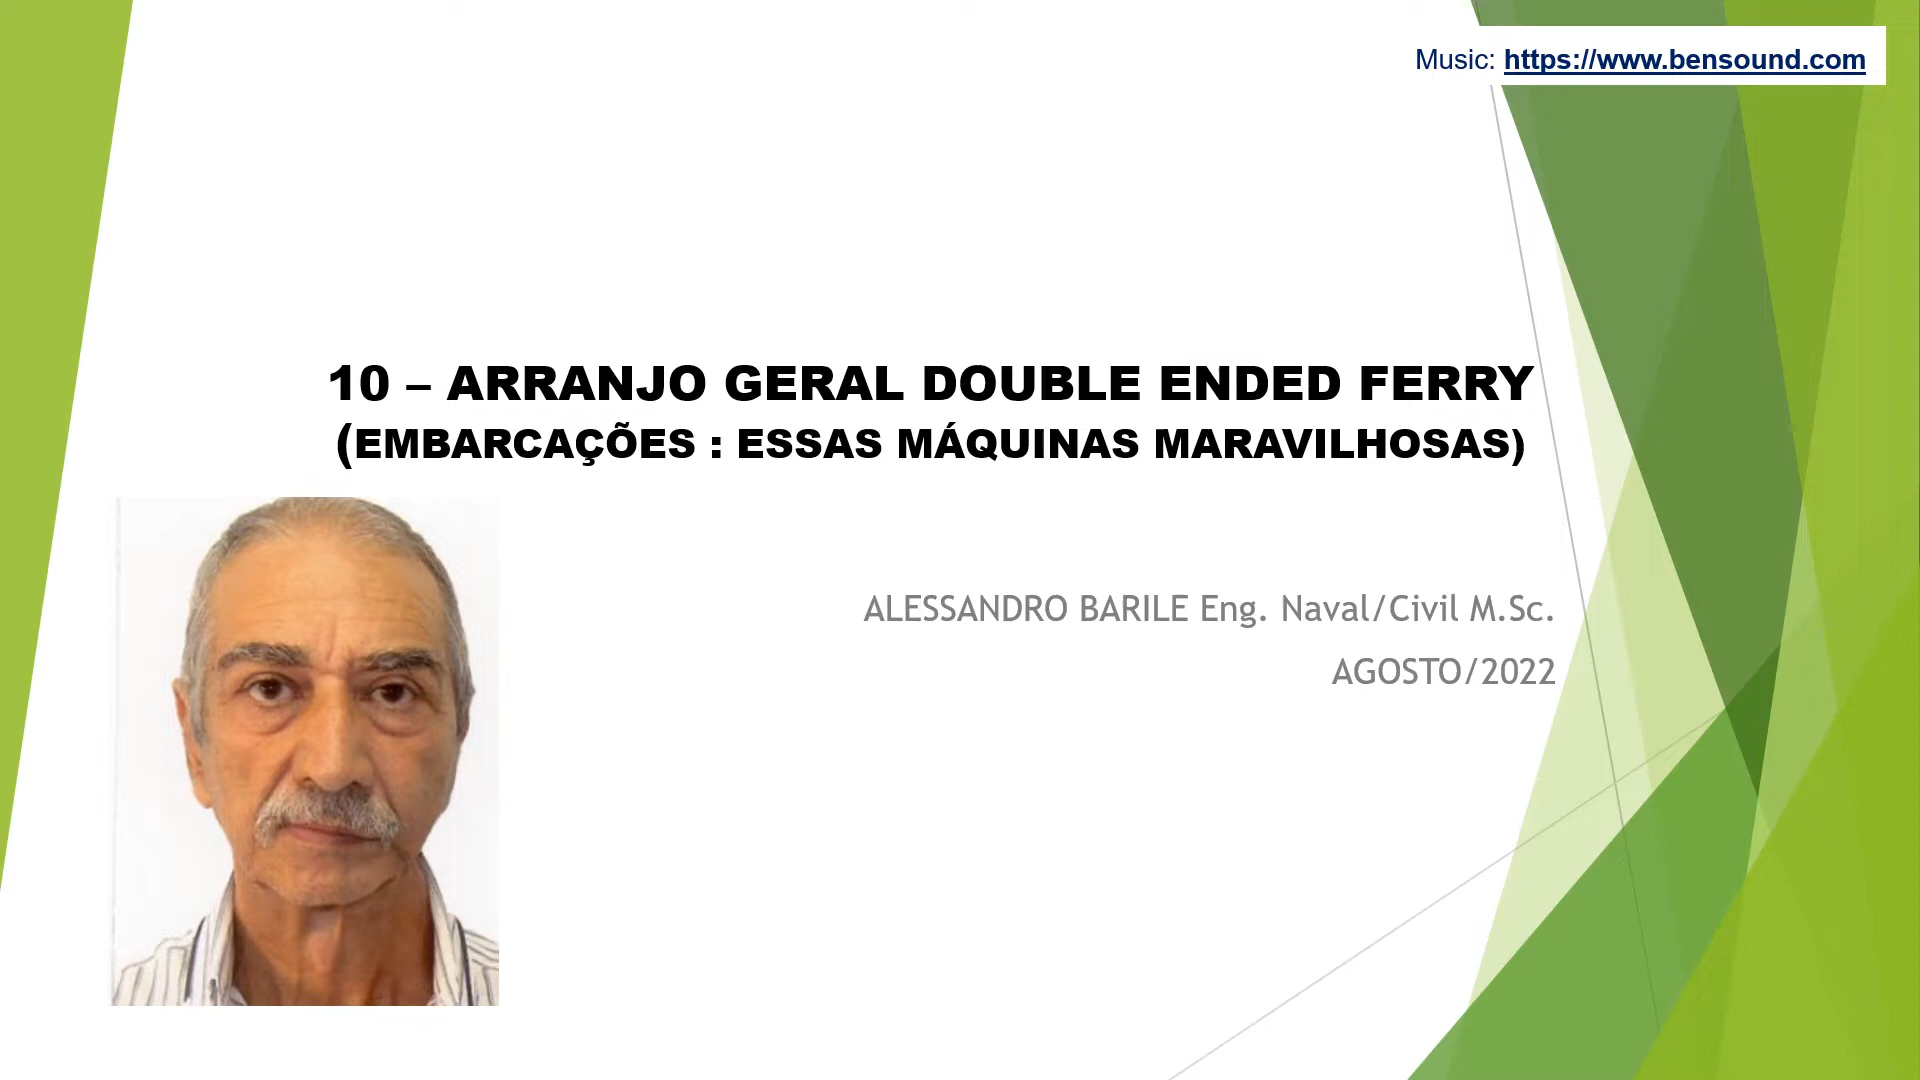 Music: https://www.bensound.com
10 – ARRANJO GERAL DOUBLE ENDED FERRY
(EMBARCAÇÕES : ESSAS MÁQUINAS MARAVILHOSAS)
ALESSANDRO BARILE Eng. Naval/Civil M.Sc.
AGOSTO/2022